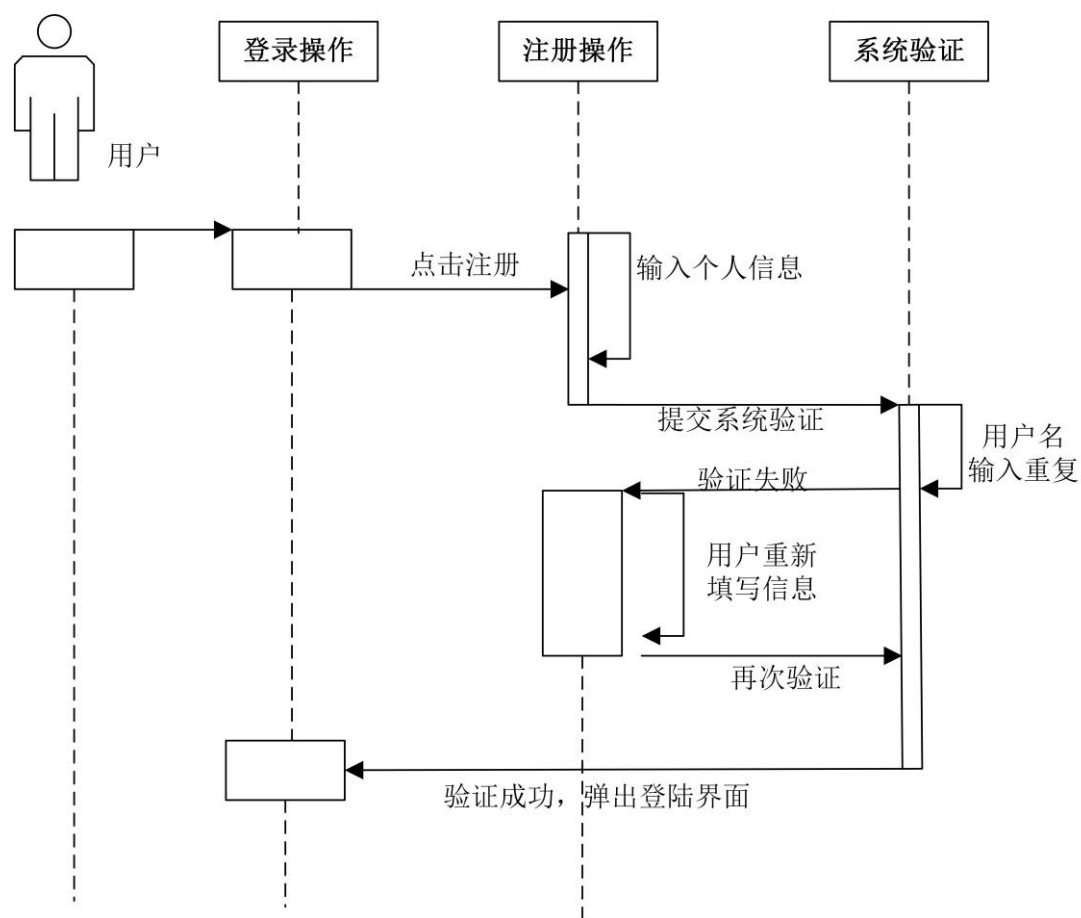 登录操作
注册操作
系统验证
用户
点击注册
输入个人信息
提交系统验证
用户名
输入重复
验证失败
用户重新
填写信息
再次验证
验证成功，弹出登陆界面